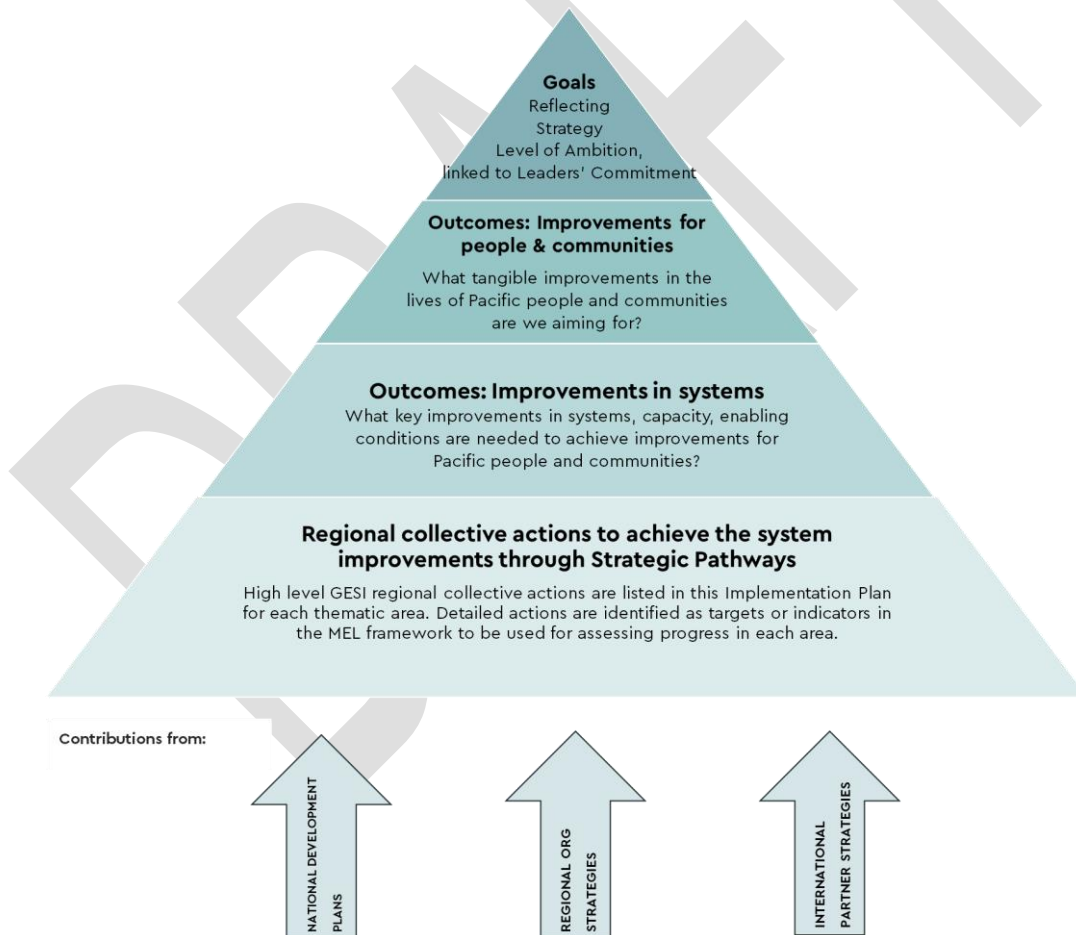 DRAFT
Goals
Reflecting
Strategy
Level of Ambition,
linked to Leaders' Commitment
Outcomes: Improvements for
people & communities
What tangible improvements in the
lives of Pacific people and communities
are we aiming for?
Outcomes: Improvements in systems
What key improvements in systems, capacity, enabling
conditions are needed to achieve improvements for
Pacific people and communities?
Regional collective actions to achieve the system
improvements through Strategic Pathways
High level GESI regional collective actions are listed in this Implementation Plan
for each thematic area. Detailed actions are identified as targets or indicators in
the MEL framework to be used for assessing progress in each area.
Contributions from:
NATIONAL DEVELOPMENT
PLANS
REGIONAL ORG
STRATEGIES
INTERNATIONAL
PARTNER STRATEGIES